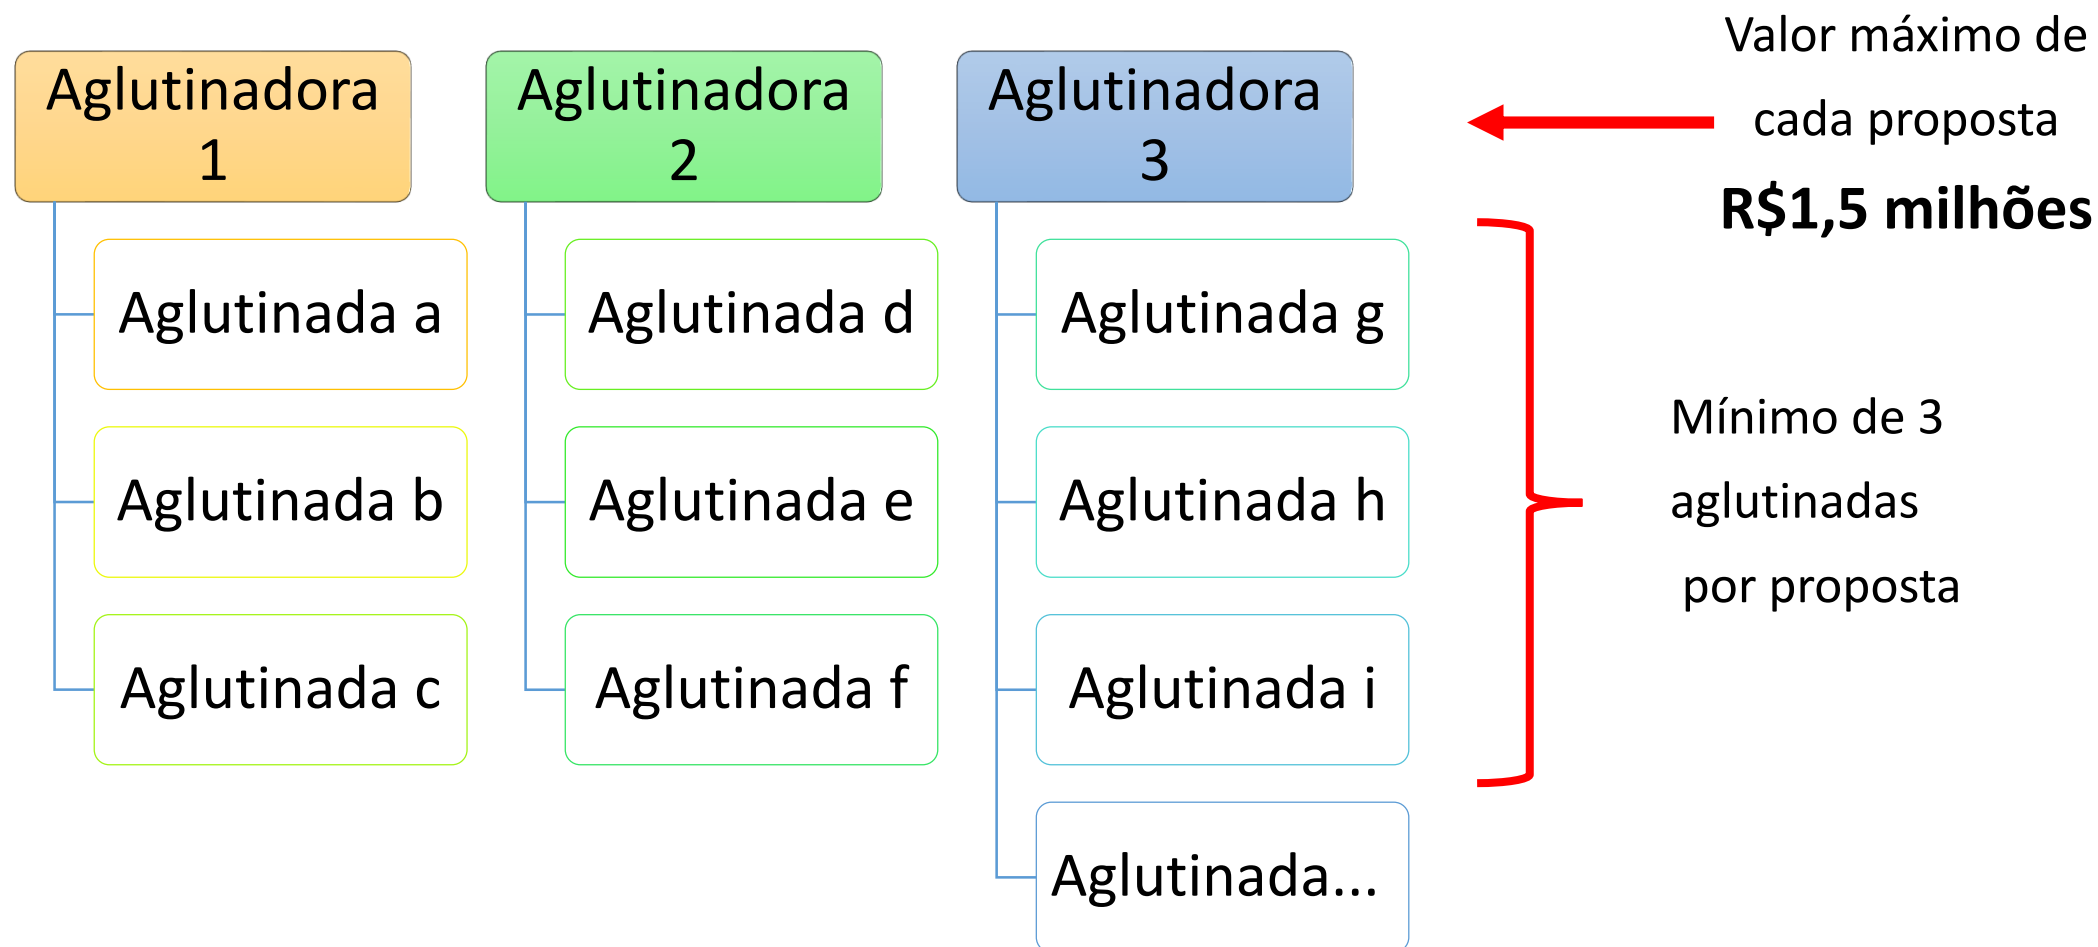 Aglutinadora
1
Aglutinada a
Aglutinada b
Aglutinada c
Aglutinadora
2
Aglutinada d
Aglutinada e
Aglutinada f
Aglutinadora
3
Aglutinada g
Aglutinada h
Aglutinada i
Aglutinada...
Valor máximo de
cada proposta
R$1,5 milhões
Mínimo de 3
aglutinadas
por proposta